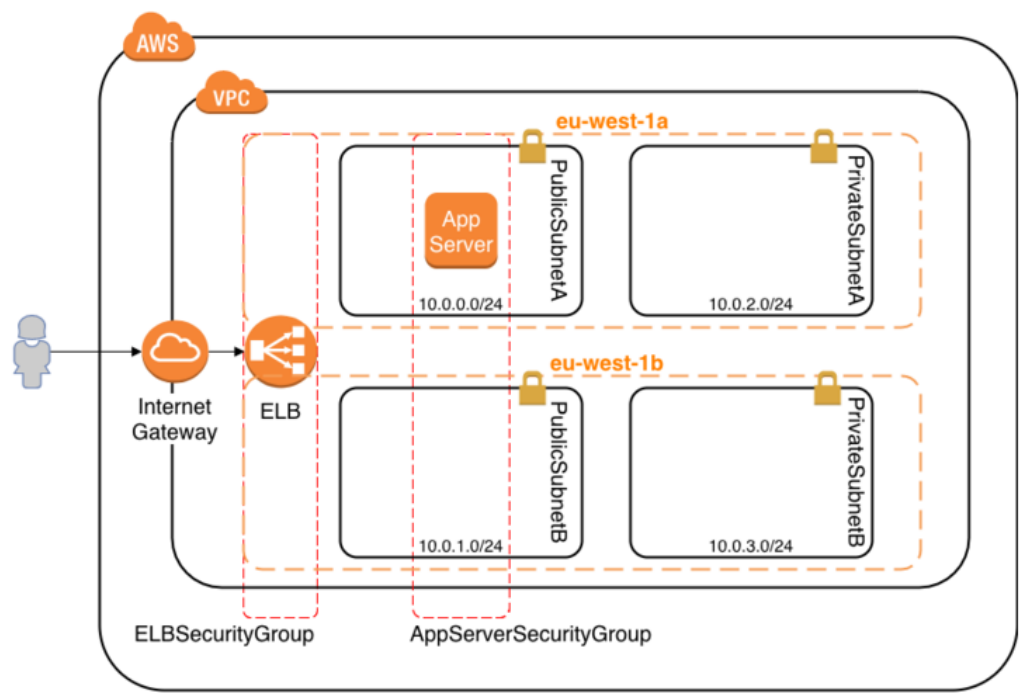 AWS
VPC
eu-west-1a
PublicSubnetA
PrivateSubnetA
App
Server
10.0.0.0/24
10.0.2.0/24
eu-west-1b
Internet
Gateway
ELB
PublicSubnetB
PrivateSubnetB
10.0.1.0/24
10.0.3.0/24
ELBSecurityGroup
AppServerSecurityGroup